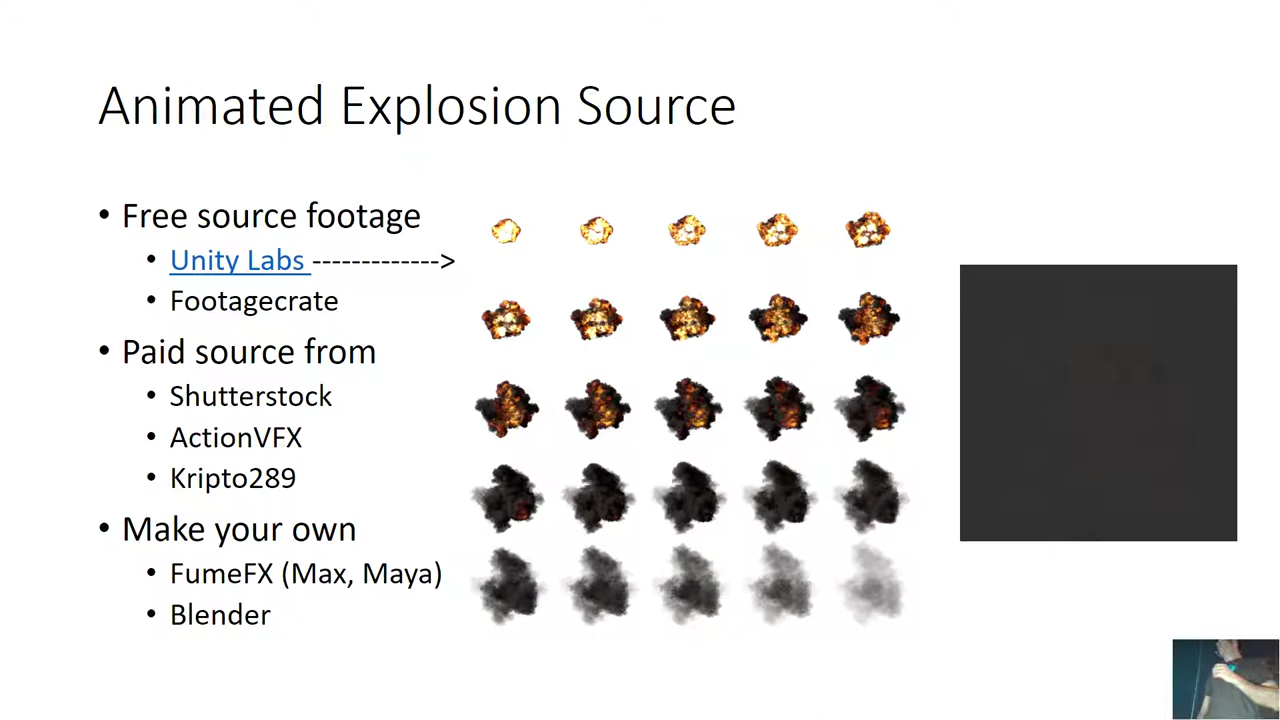 Animated Explosion Source
• Free source footage
• Unity Labs ------------->
• Footagecrate
• Paid source from
• Shutterstock
• ActionVFX
• Kripto289
• Make your own
• FumeFX (Max, Maya)
• Blender